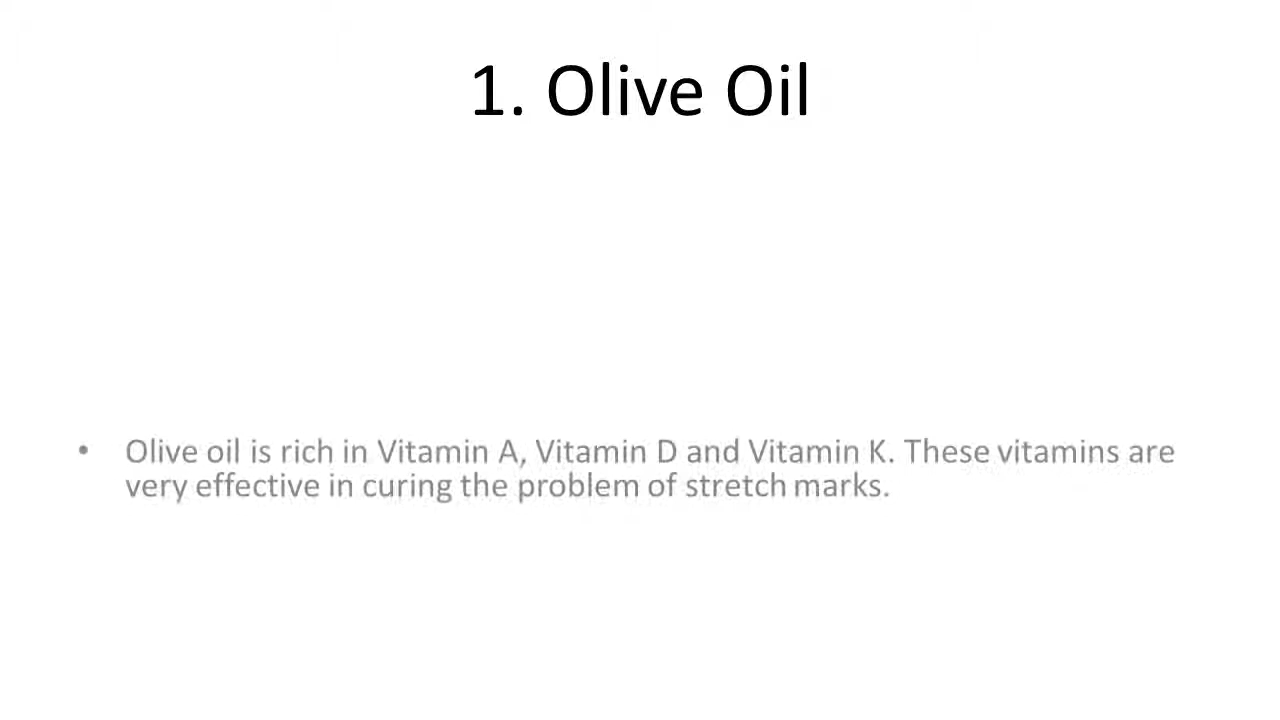 1. Olive Oil
• Olive oil is rich in Vitamin A, Vitamin D and Vitamin K. These vitamins are
very effective in curing the problem of stretch marks.